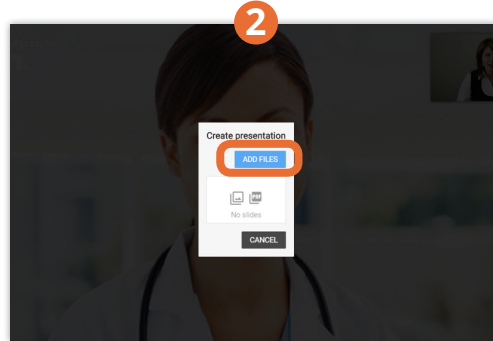 2
Create presentation
ADD FILES
PDF
No slides
CANCEL